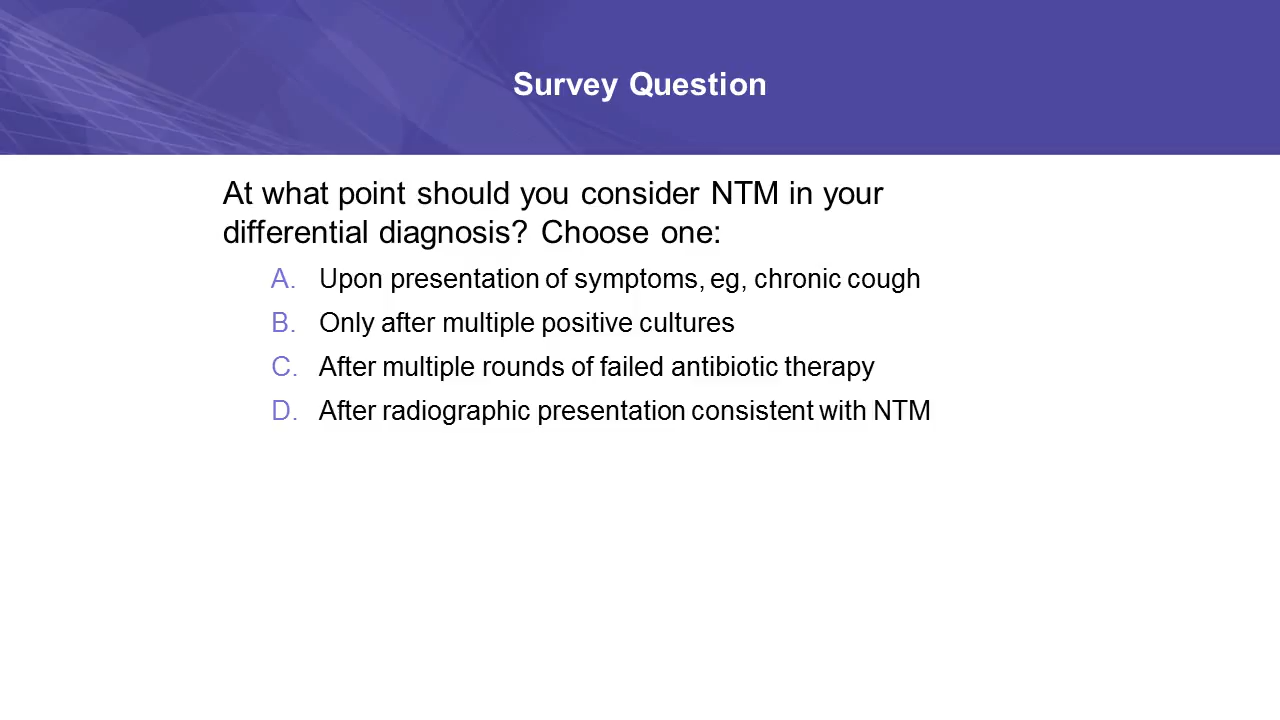 Survey Question
At what point should you consider NTM in your
differential diagnosis? Choose one:
A. Upon presentation of symptoms, eg, chronic cough
B. Only after multiple positive cultures
C. After multiple rounds of failed antibiotic therapy
D. After radiographic presentation consistent with NTM